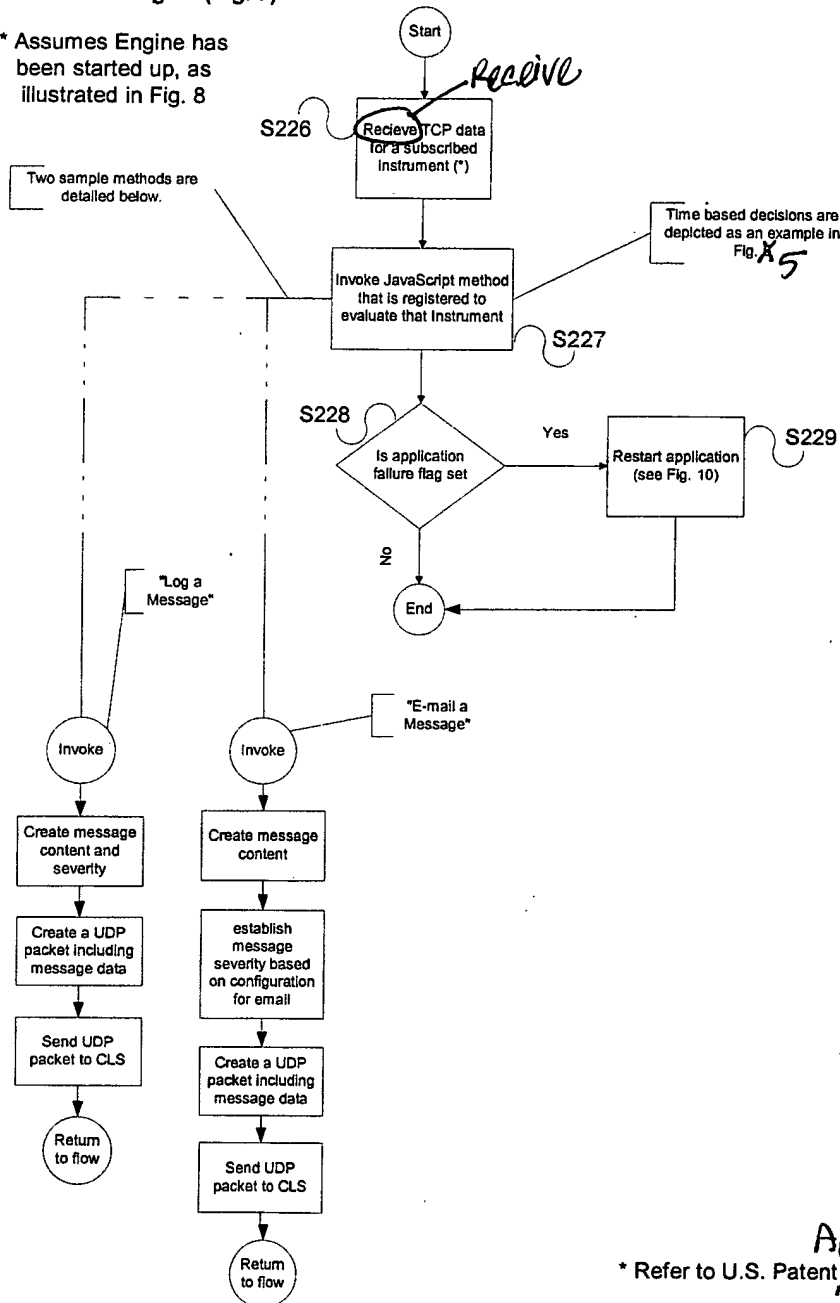 * Assumes Engine has
been started up, as
illustrated in Fig. 8
Start
Receive
S226
Recieve TCP data
for a subscribed
instrument (*)
Two sample methods are
detailed below.
Time based decisions are
depicted as an example in
Fig. 5
Invoke JavaScript method
that is registered to
evaluate that Instrument
S227
S228
Is application
failure flag set
Yes
Restart application
(see Fig. 10)
S229
No
End
"Log a
Message"
"E-mail a
Message"
Invoke
Invoke
Create message
content and
severity
Create message
content
Create a UDP
packet including
message data
establish
message
severity based
on configuration
for email
Send UDP
packet to CLS
Create a UDP
packet including
message data
Return
to flow
Send UDP
packet to CLS
Return
to flow
* Refer to U.S. Patent